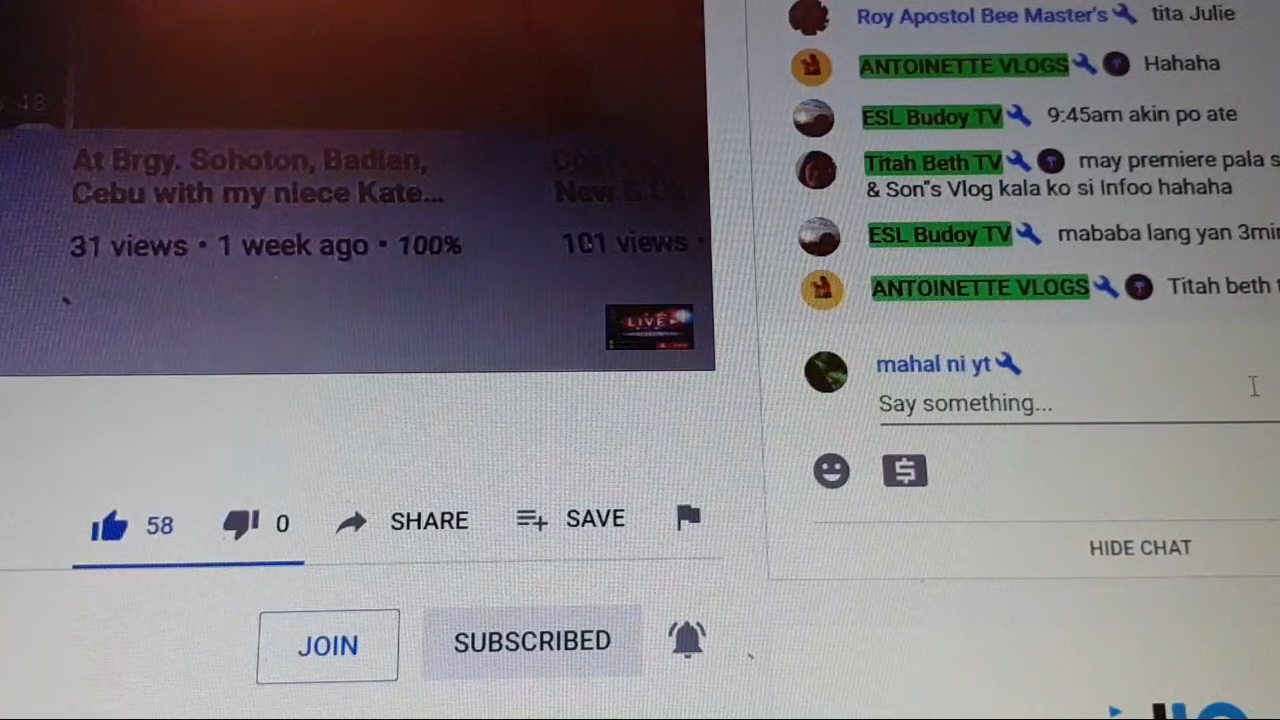 48
At Brgy. Sohoton, Badian,
Cebu with my niece Kate...
31 views • 1 week ago • 100%
New &
101 views •
LIVE
58
0
SHARE
SAVE
JOIN
SUBSCRIBED
Roy Apostol Bee Master's tita Julie
ANTOINETTE VLOGS Hahaha
ESL Budoy TV 9:45am akin po ate
Titah Beth TV may premiere pala s
& Son"s Vlog kala ko si Infoo hahaha
ESL Budoy TV mababa lang yan 3mi
ANTOINETTE VLOGS Titah beth
mahal ni yt
Say something...
HIDE CHAT